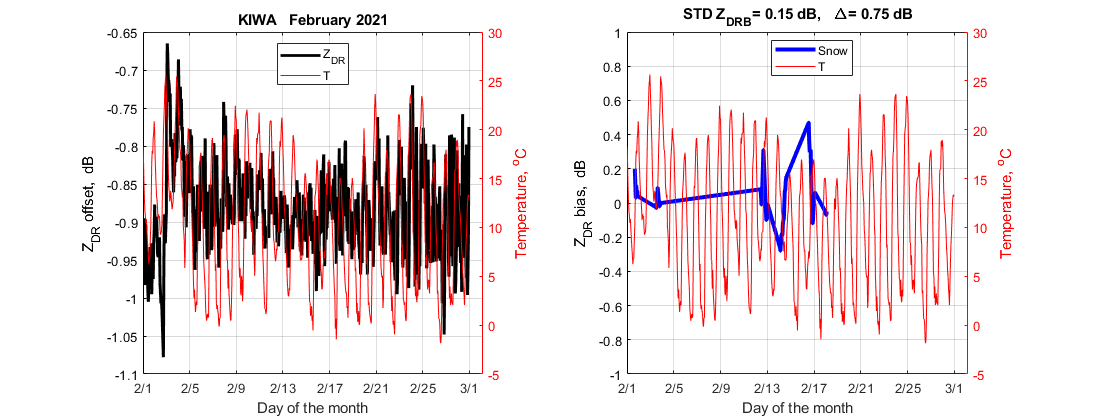 KIWA   February 2021
-0.65
-0.7
-0.75
-0.8
-0.85
-0.9
-0.95
-1
-1.05
-1.1
Z_DR offset, dB
Z_DR
T
30
25
20
15
10
5
0
-5
Temperature, °C
2/1 2/5 2/9 2/13 2/17 2/21 2/25 3/1
Day of the month
STD Z_DRB = 0.15 dB,   Δ = 0.75 dB
1
0.8
0.6
0.4
0.2
0
-0.2
-0.4
-0.6
-0.8
-1
Z_DR bias, dB
Snow
T
30
25
20
15
10
5
0
-5
Temperature, °C
2/1 2/5 2/9 2/13 2/17 2/21 2/25 3/1
Day of the month